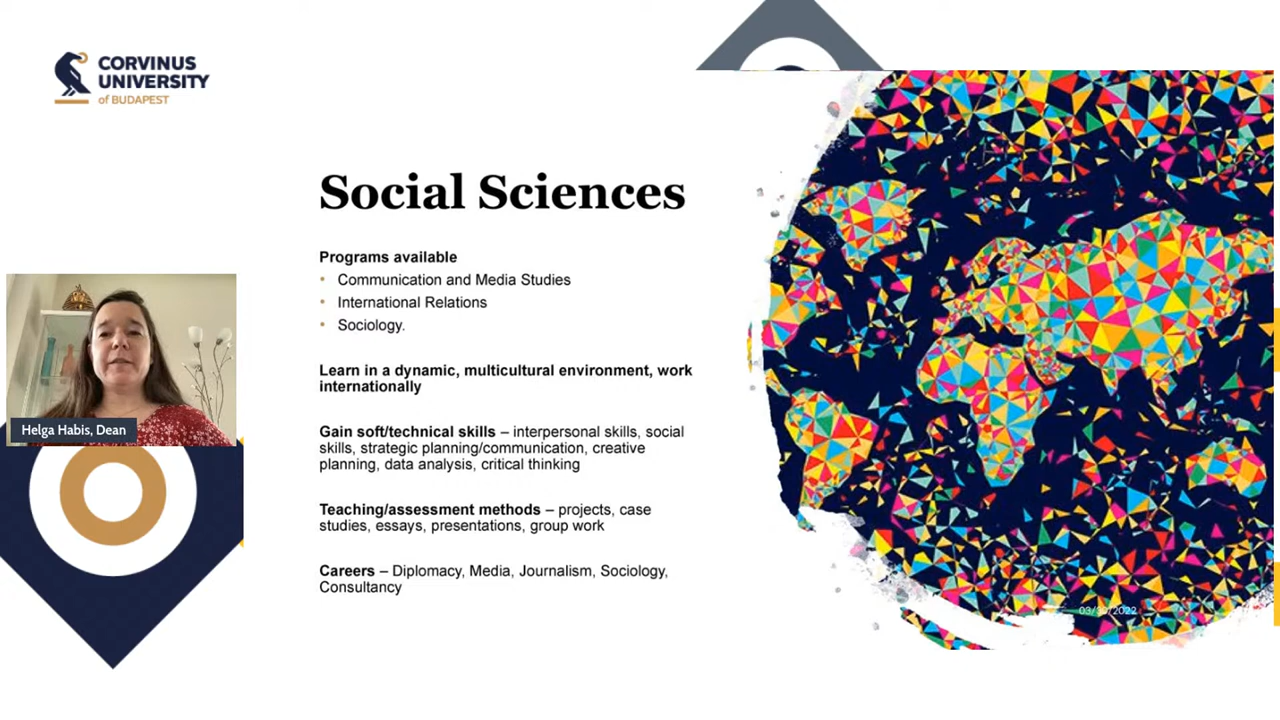 CORVINUS
UNIVERSITY
of BUDAPEST
Social Sciences
Programs available
• Communication and Media Studies
• International Relations
• Sociology.
Learn in a dynamic, multicultural environment, work
internationally
Gain soft/technical skills – interpersonal skills, social
skills, strategic planning/communication, creative
planning, data analysis, critical thinking
Teaching/assessment methods – projects, case
studies, essays, presentations, group work
Careers – Diplomacy, Media, Journalism, Sociology,
Consultancy
Helga Habis, Dean
03/30/2022